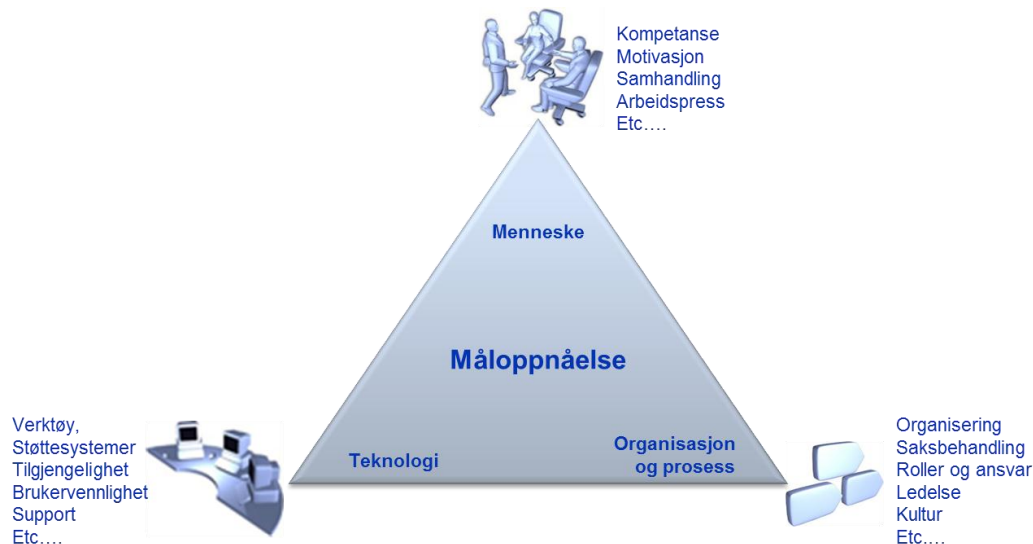 Kompetanse
Motivasjon
Samhandling
Arbeidspress
Etc….
Menneske
Måloppnåelse
Teknologi
Organisasjon
og prosess
Verktøy,
Støttesystemer
Tilgjengelighet
Brukervennlighet
Support
Etc….
Organisering
Saksbehandling
Roller og ansvar
Ledelse
Kultur
Etc….